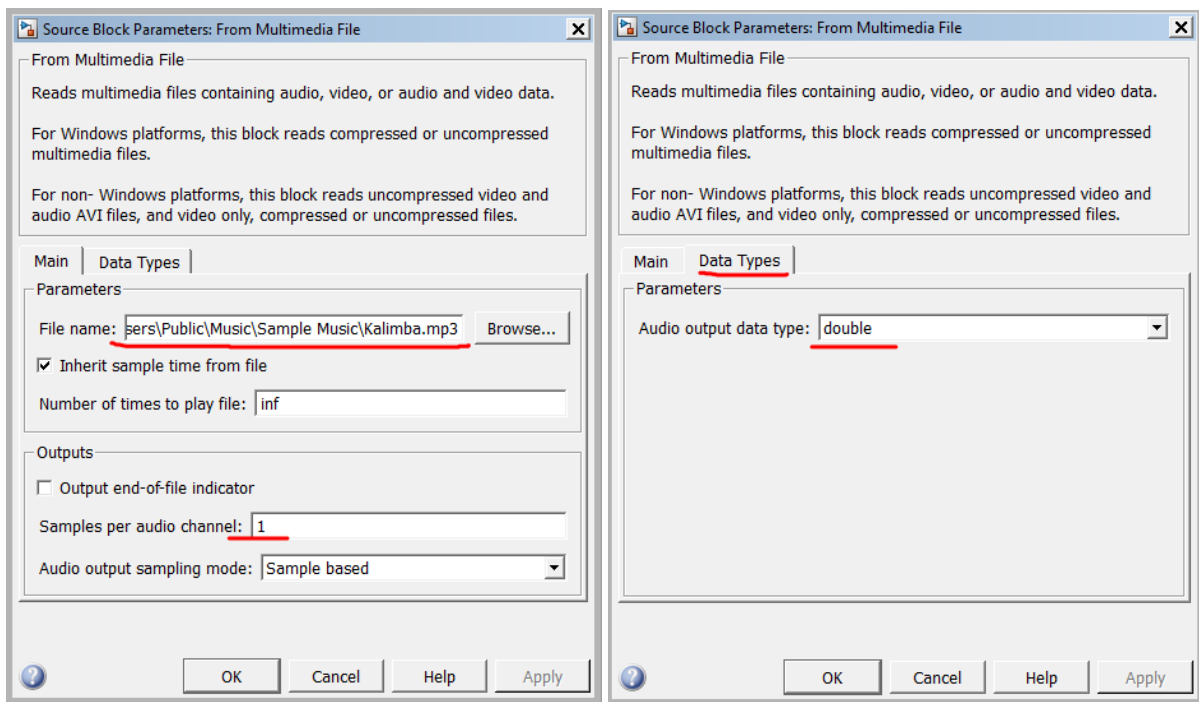 Source Block Parameters: From Multimedia File
From Multimedia File
Reads multimedia files containing audio, video, or audio and video data.
For Windows platforms, this block reads compressed or uncompressed
multimedia files.
For non- Windows platforms, this block reads uncompressed video and
audio AVI files, and video only, compressed or uncompressed files.
Main Data Types
Parameters
File name: sers\Public\Music\Sample Music\Kalimba.mp3 Browse...
Inherit sample time from file
Number of times to play file: inf
Outputs
Output end-of-file indicator
Samples per audio channel: 1
Audio output sampling mode: Sample based
OK Cancel Help Apply
Source Block Parameters: From Multimedia File
From Multimedia File
Reads multimedia files containing audio, video, or audio and video data.
For Windows platforms, this block reads compressed or uncompressed
multimedia files.
For non- Windows platforms, this block reads uncompressed video and
audio AVI files, and video only, compressed or uncompressed files.
Main Data Types
Parameters
Audio output data type: double
OK Cancel Help Apply